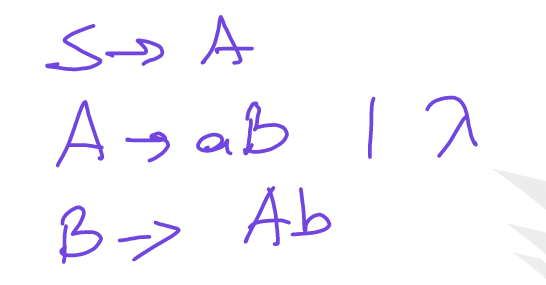 S → A
A → aB | λ
B → Ab